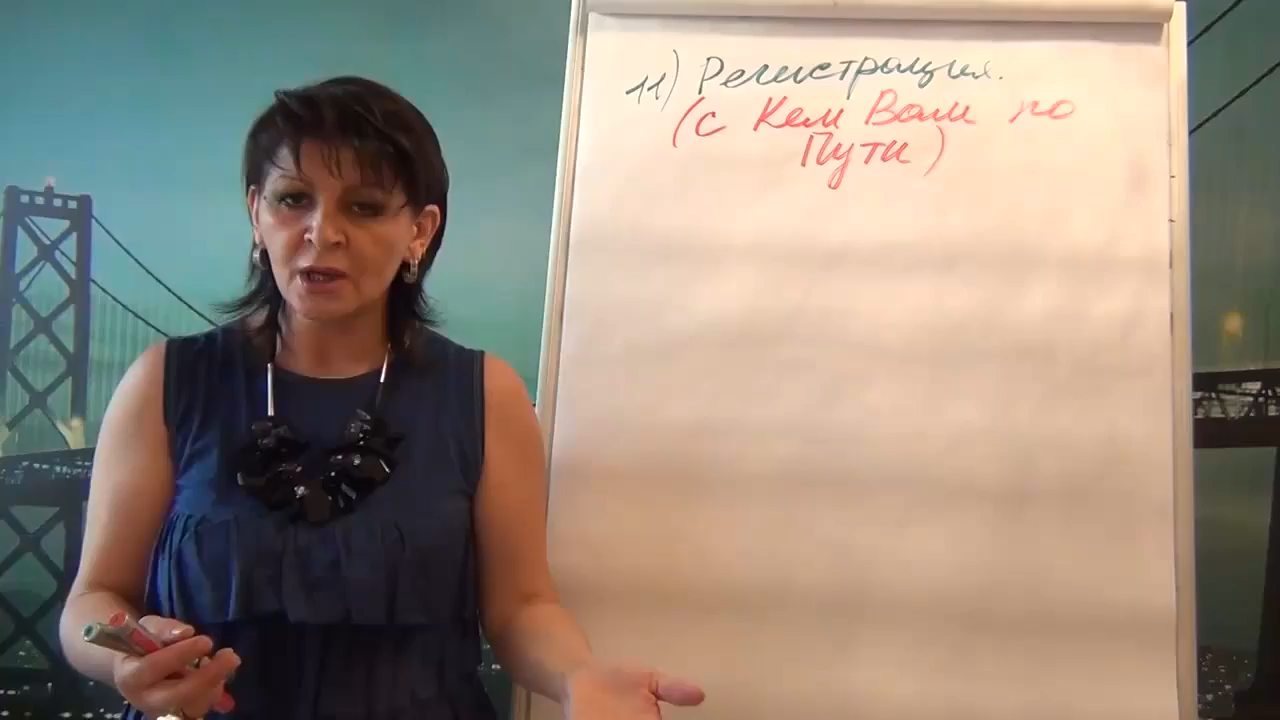 11) Регистрация.
(с Кем Вам по
Пути)